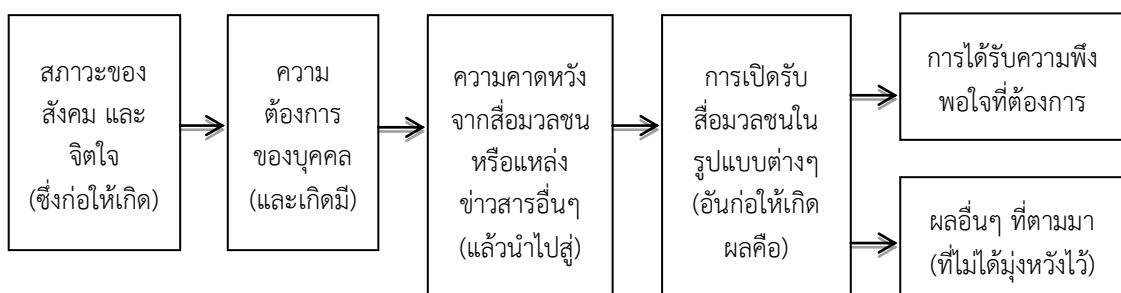 สภาวะของ
สังคม และ
จิตใจ
(ซึ่งก่อให้เกิด)
ความ
ต้องการ
ของบุคคล
(และเกิดมี)
ความคาดหวัง
จากสื่อมวลชน
หรือแหล่ง
ข่าวสารอื่นๆ
(แล้วนำไปสู่)
การเปิดรับ
สื่อมวลชนใน
รูปแบบต่างๆ
(อันก่อให้เกิด
ผลคือ)
การได้รับความพึง
พอใจที่ต้องการ
ผลอื่นๆ ที่ตามมา
(ที่ไม่ได้มุ่งหวังไว้)